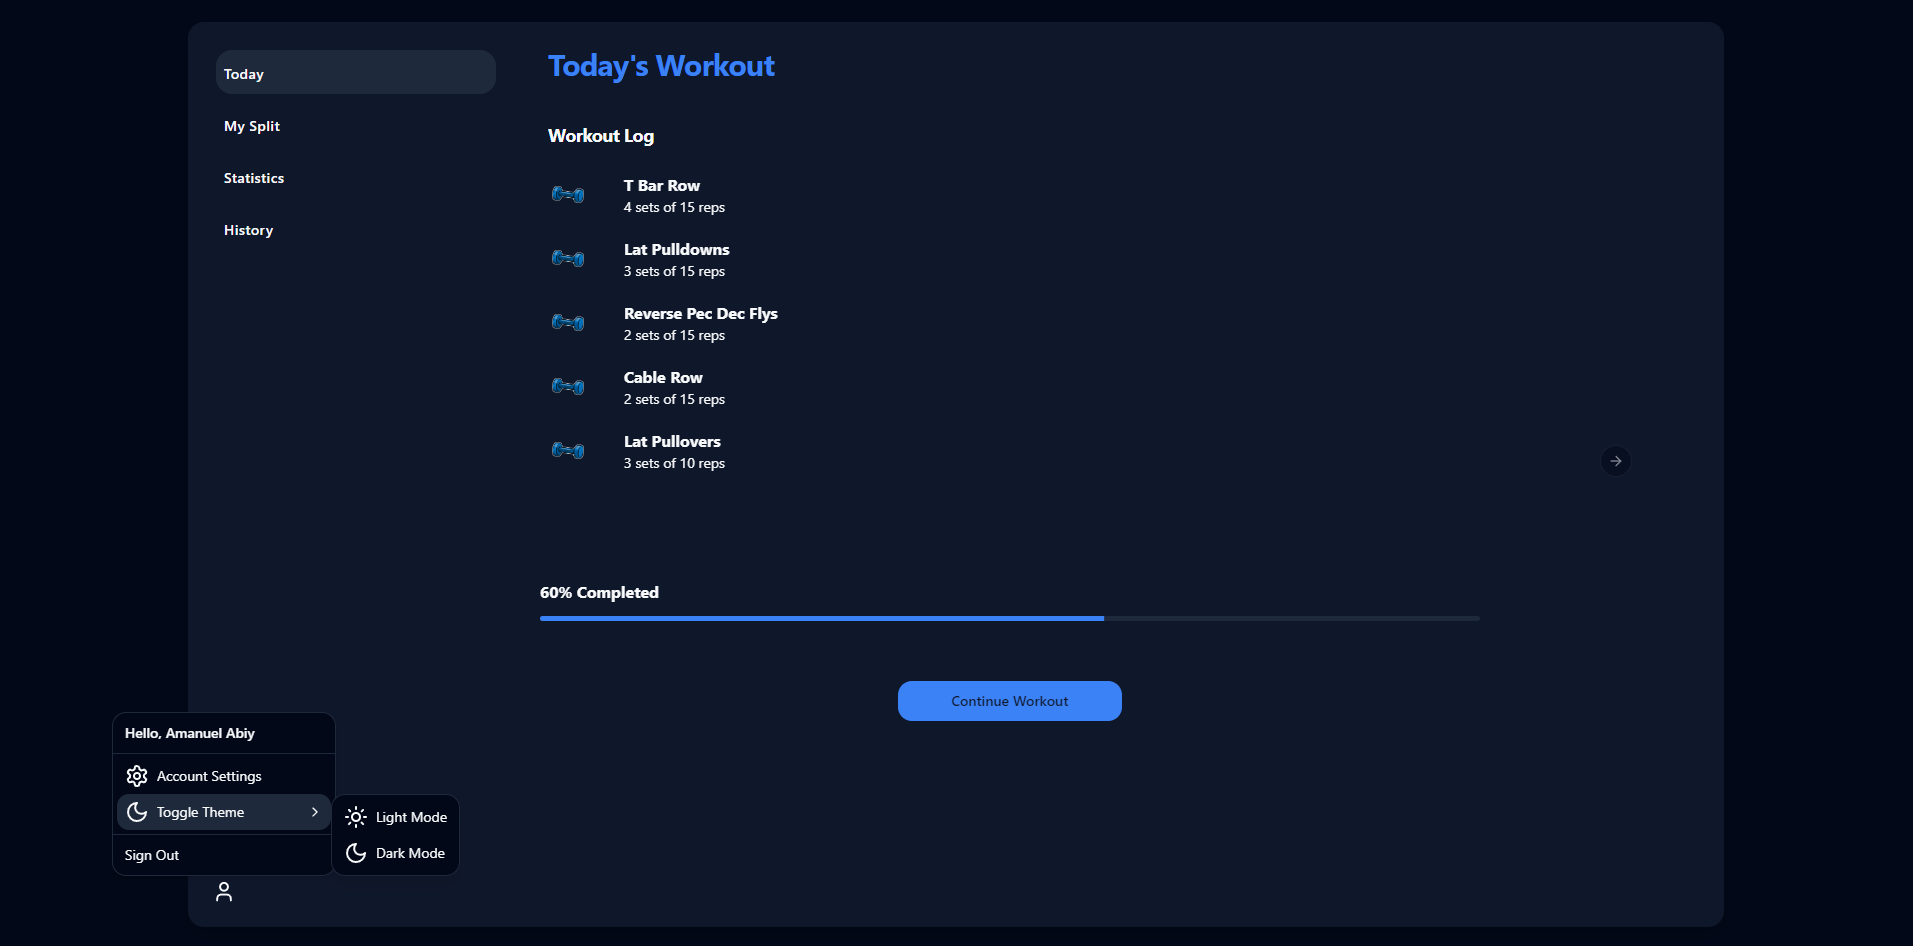 Today
My Split
Statistics
History
Today's Workout
Workout Log
T Bar Row
4 sets of 15 reps
Lat Pulldowns
3 sets of 15 reps
Reverse Pec Dec Flys
2 sets of 15 reps
Cable Row
2 sets of 15 reps
Lat Pullovers
3 sets of 10 reps
60% Completed
Continue Workout
Hello, Amanuel Abiy
Account Settings
Toggle Theme
Sign Out
Light Mode
Dark Mode